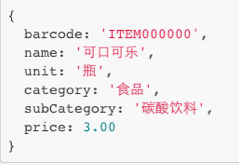 {
  barcode: 'ITEM000000',
  name: '可口可乐',
  unit: '瓶',
  category: '食品',
  subCategory: '碳酸饮料',
  price: 3.00
}